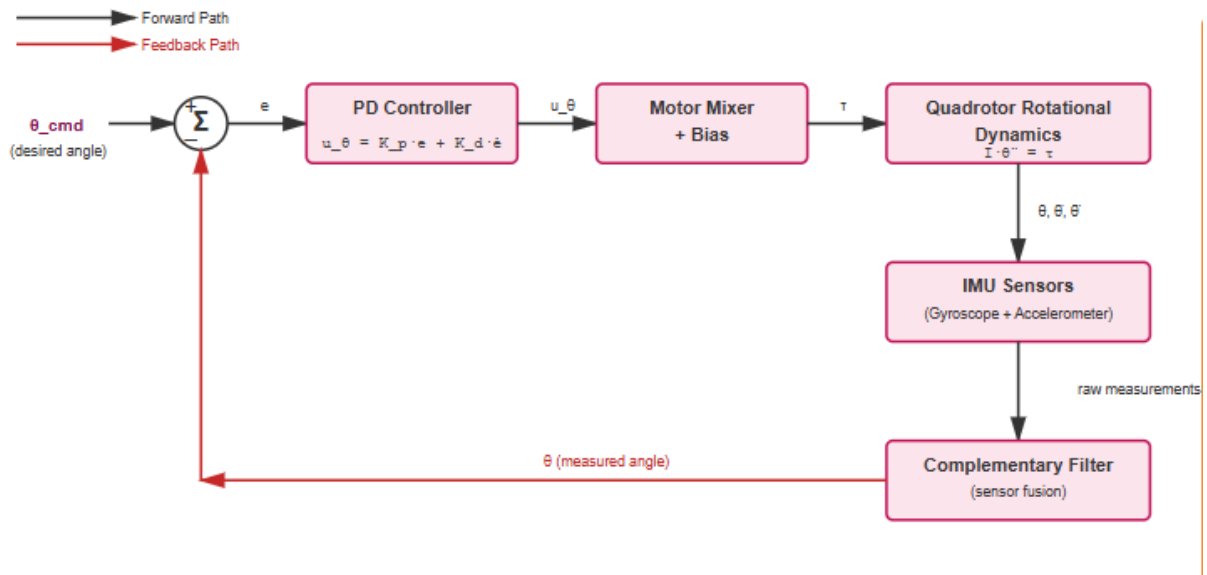 Forward Path
Feedback Path
θ_cmd
(desired angle)
+
Σ
−
e
PD Controller
u_θ = K_p·e + K_d·ė
u_θ
Motor Mixer
+ Bias
τ
Quadrotor Rotational
Dynamics
I·θ¨ = τ
θ, θ̇, θ̈
IMU Sensors
(Gyroscope + Accelerometer)
raw measurements
Complementary Filter
(sensor fusion)
θ (measured angle)